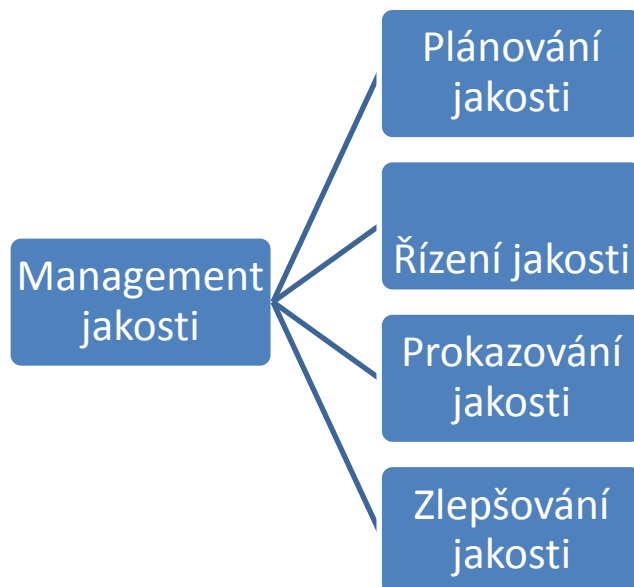 Management
jakosti
Plánování
jakosti
Řízení jakosti
Prokazování
jakosti
Zlepšování
jakosti